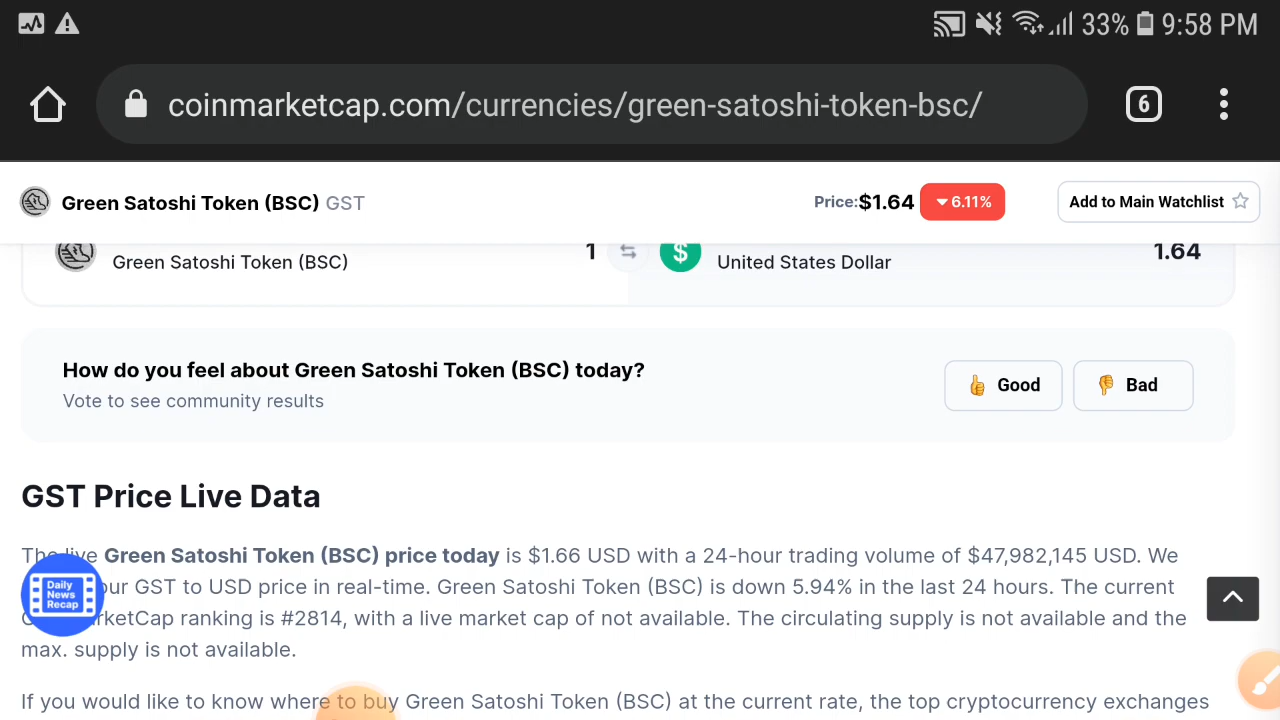 33% 9:58 PM
coinmarketcap.com/currencies/green-satoshi-token-bsc/ 6
Green Satoshi Token (BSC) GST Price:$1.64 6.11% Add to Main Watchlist
1 $ 1.64
Green Satoshi Token (BSC) United States Dollar
How do you feel about Green Satoshi Token (BSC) today?
Vote to see community results
Good Bad
GST Price Live Data
The live Green Satoshi Token (BSC) price today is $1.66 USD with a 24-hour trading volume of $47,982,145 USD. We
our GST to USD price in real-time. Green Satoshi Token (BSC) is down 5.94% in the last 24 hours. The current
rketCap ranking is #2814, with a live market cap of not available. The circulating supply is not available and the
max. supply is not available.
Daily
News
Recap
If you would like to know where to buy Green Satoshi Token (BSC) at the current rate, the top cryptocurrency exchanges